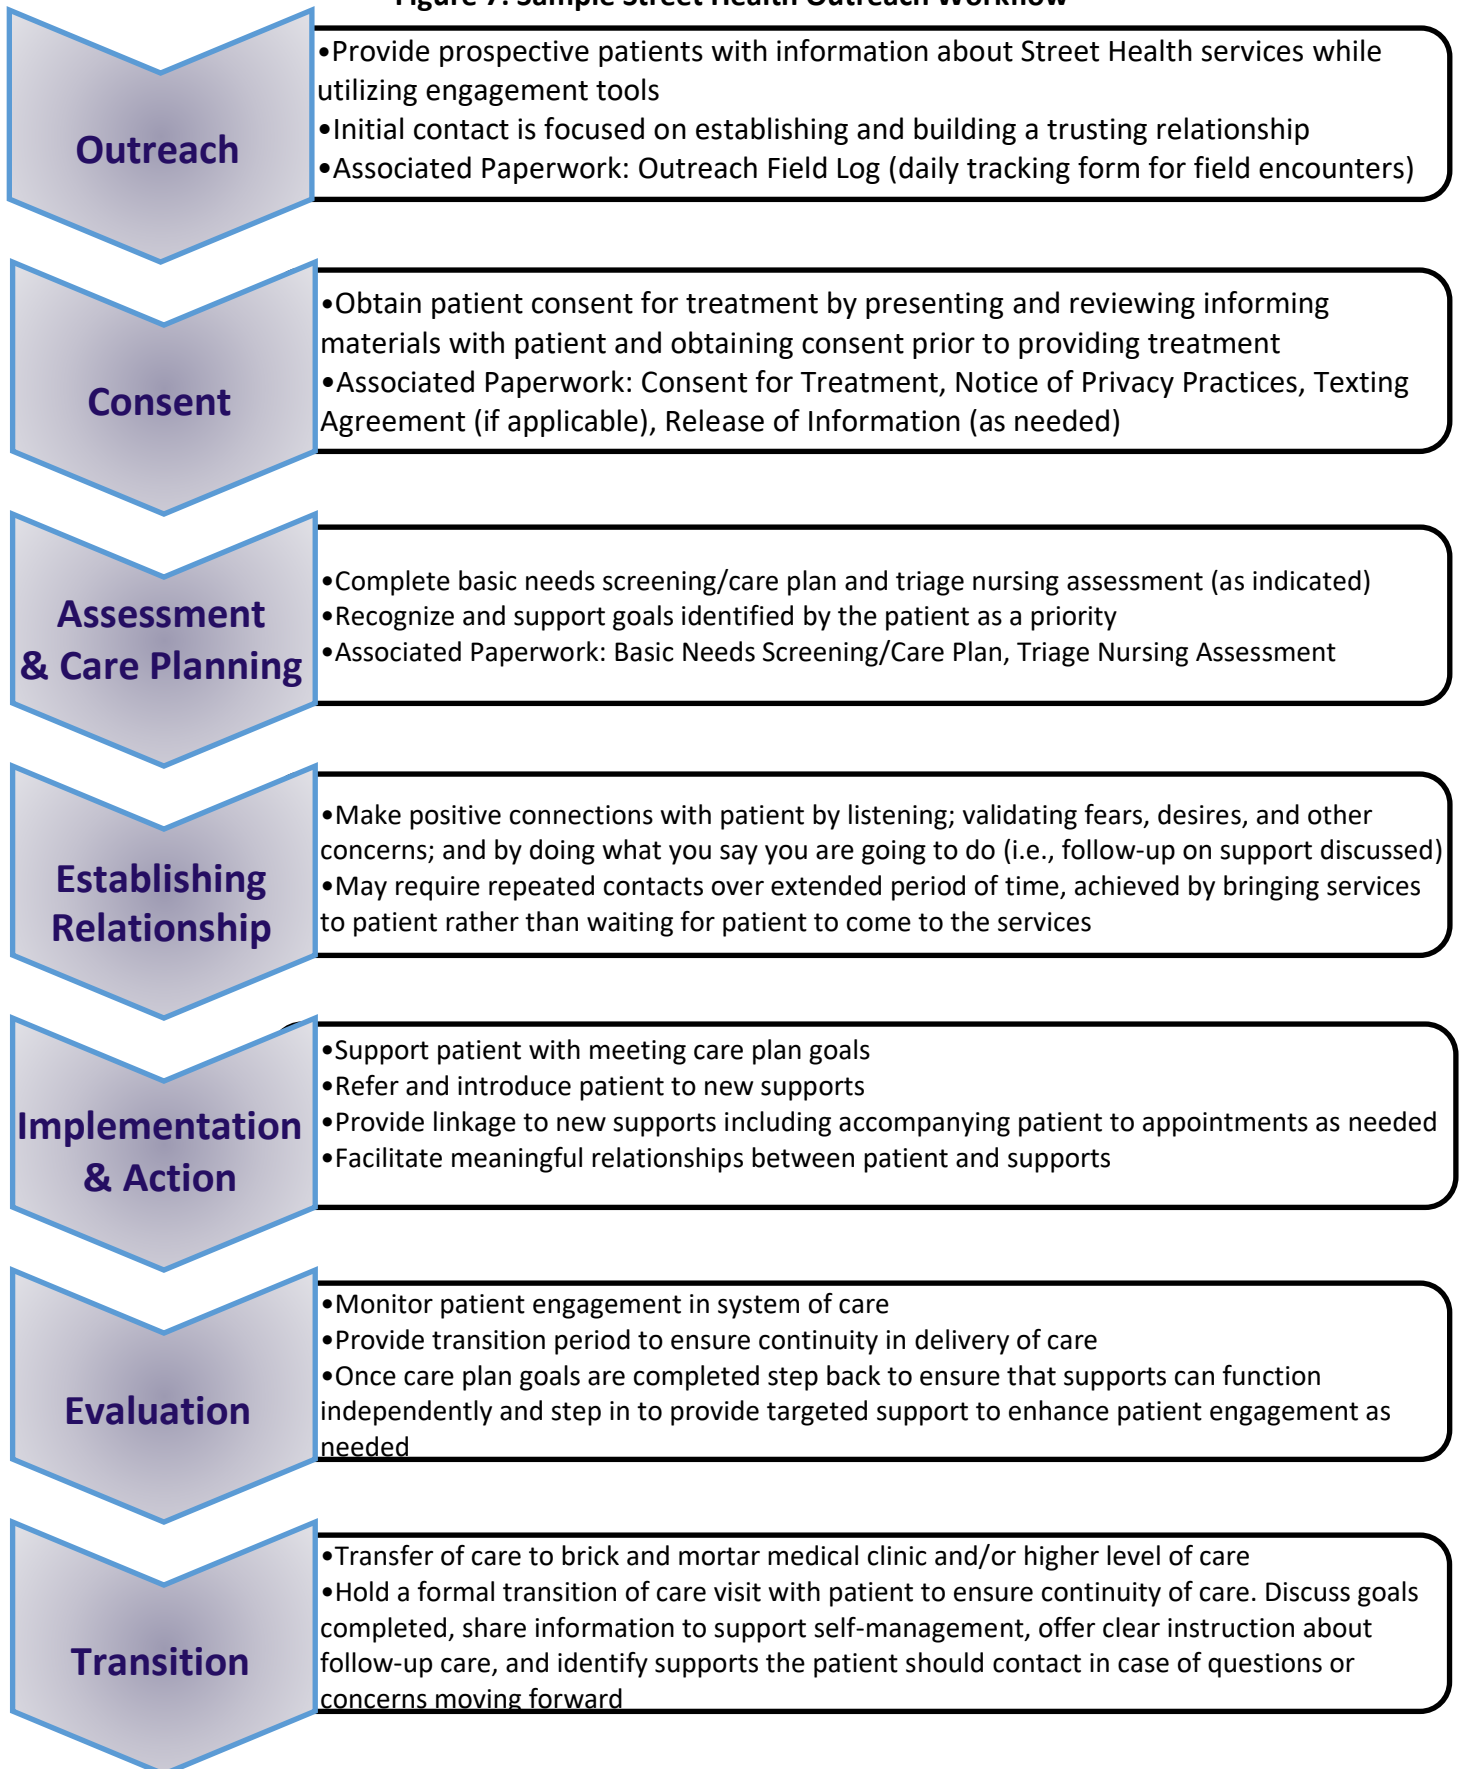 Figure 7: Sample Street Health Outreach Workflow
Outreach
•Provide prospective patients with information about Street Health services while
utilizing engagement tools
•Initial contact is focused on establishing and building a trusting relationship
•Associated Paperwork: Outreach Field Log (daily tracking form for field encounters)
Consent
•Obtain patient consent for treatment by presenting and reviewing informing
materials with patient and obtaining consent prior to providing treatment
•Associated Paperwork: Consent for Treatment, Notice of Privacy Practices, Texting
Agreement (if applicable), Release of Information (as needed)
Assessment
& Care Planning
•Complete basic needs screening/care plan and triage nursing assessment (as indicated)
•Recognize and support goals identified by the patient as a priority
•Associated Paperwork: Basic Needs Screening/Care Plan, Triage Nursing Assessment
Establishing
Relationship
•Make positive connections with patient by listening; validating fears, desires, and other
concerns; and by doing what you say you are going to do (i.e., follow-up on support discussed)
•May require repeated contacts over extended period of time, achieved by bringing services
to patient rather than waiting for patient to come to the services
Implementation
& Action
•Support patient with meeting care plan goals
•Refer and introduce patient to new supports
•Provide linkage to new supports including accompanying patient to appointments as needed
•Facilitate meaningful relationships between patient and supports
Evaluation
•Monitor patient engagement in system of care
•Provide transition period to ensure continuity in delivery of care
•Once care plan goals are completed step back to ensure that supports can function
independently and step in to provide targeted support to enhance patient engagement as
needed
Transition
•Transfer of care to brick and mortar medical clinic and/or higher level of care
•Hold a formal transition of care visit with patient to ensure continuity of care. Discuss goals
completed, share information to support self-management, offer clear instruction about
follow-up care, and identify supports the patient should contact in case of questions or
concerns moving forward